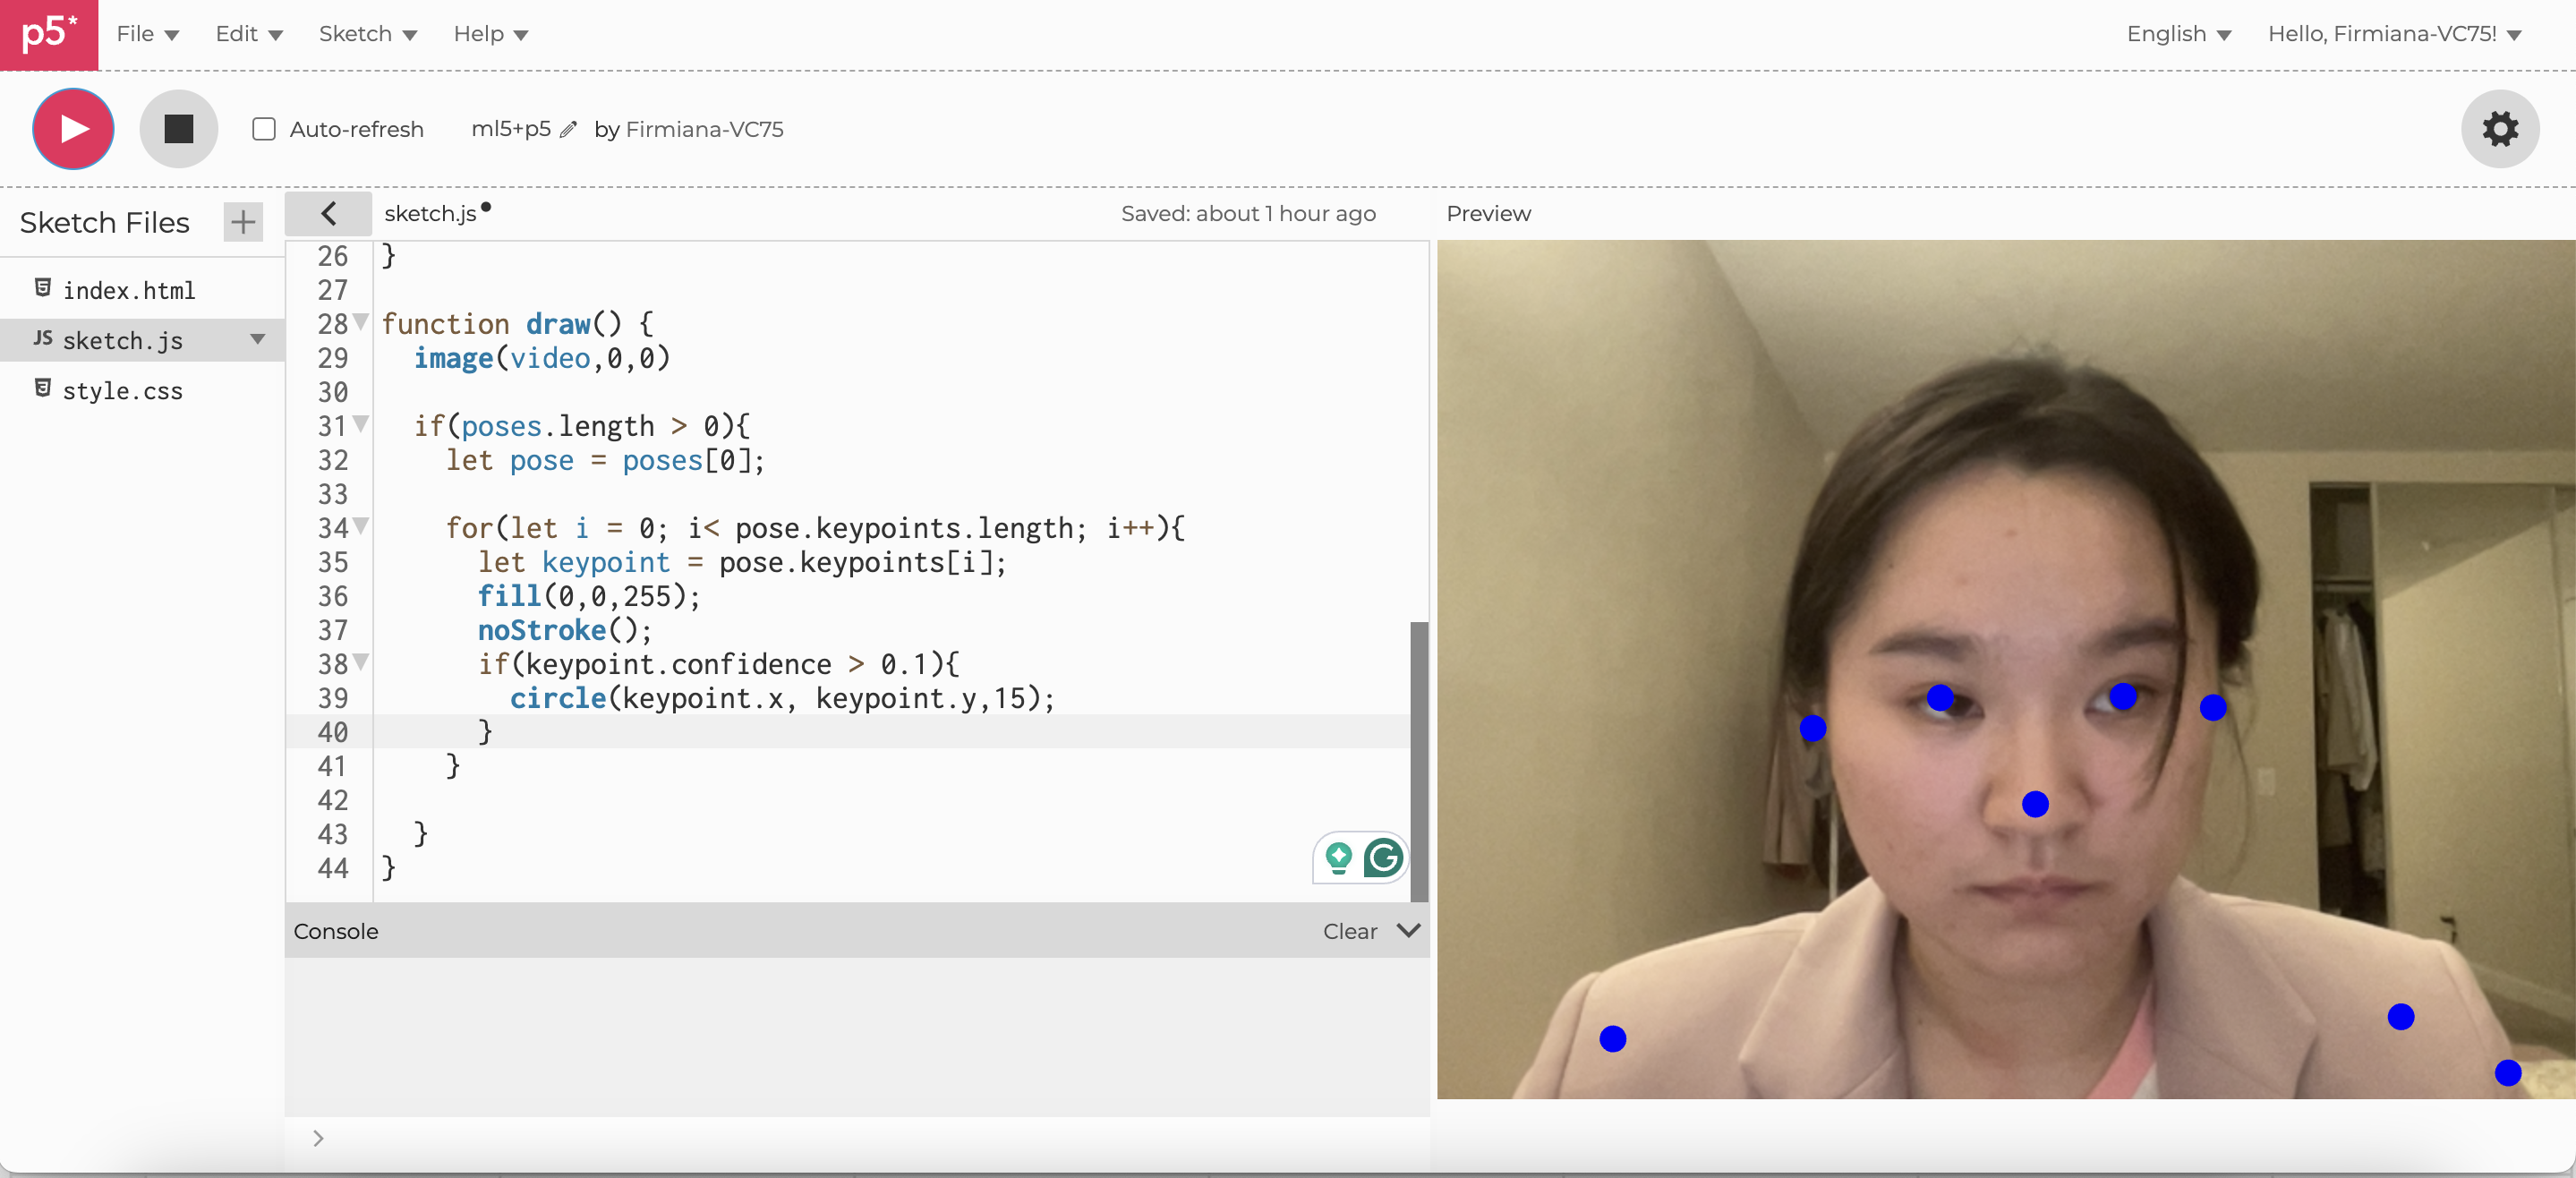 p5*
File Edit Sketch Help English Hello, Firmiana-VC75!
Auto-refresh ml5+p5 by Firmiana-VC75
Sketch Files
index.html
JS sketch.js
style.css
sketch.js Saved: about 1 hour ago
26 }
27
28 function draw() {
29   image(video,0,0)
30
31   if(poses.length > 0){
32     let pose = poses[0];
33
34     for(let i = 0; i< pose.keypoints.length; i++){
35       let keypoint = pose.keypoints[i];
36       fill(0,0,255);
37       noStroke();
38       if(keypoint.confidence > 0.1){
39         circle(keypoint.x, keypoint.y,15);
40       }
41     }
42
43   }
44 }
Console Clear
>
Preview